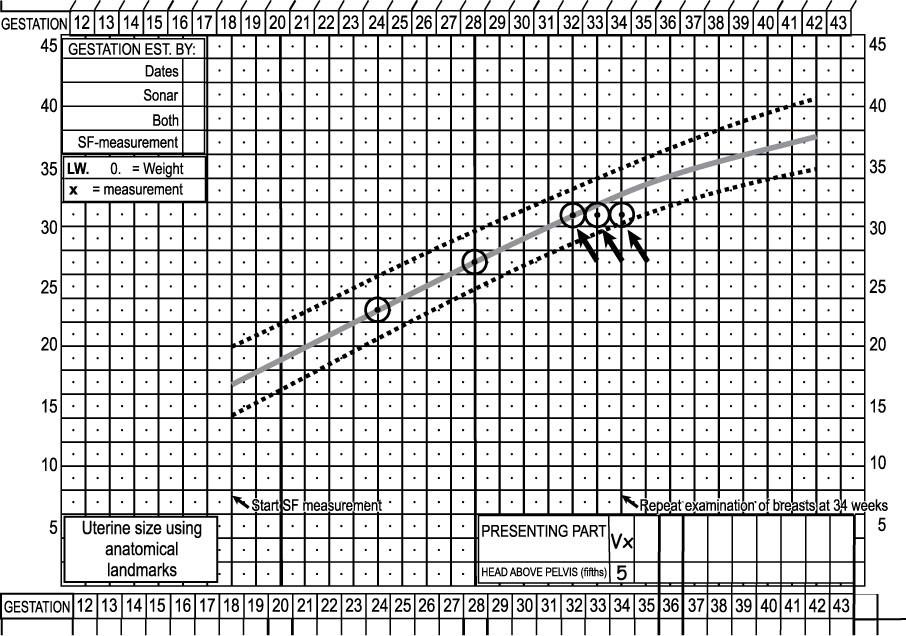 GESTATION 12 13 14 15 16 17 18 19 20 21 22 23 24 25 26 27 28 29 30 31 32 33 34 35 36 37 38 39 40 41 42 43
45 GESTATION EST. BY: 45
Dates
Sonar
40 40
Both
SF-measurement
35 LW. 0. = Weight 35
x = measurement
30 30
25 25
20 20
15 15
10 10
Start SF measurement Repeat examination of breasts at 34 weeks
5 Uterine size using PRESENTING PART Vx 5
anatomical
landmarks HEAD ABOVE PELVIS (fifths) 5
GESTATION 12 13 14 15 16 17 18 19 20 21 22 23 24 25 26 27 28 29 30 31 32 33 34 35 36 37 38 39 40 41 42 43